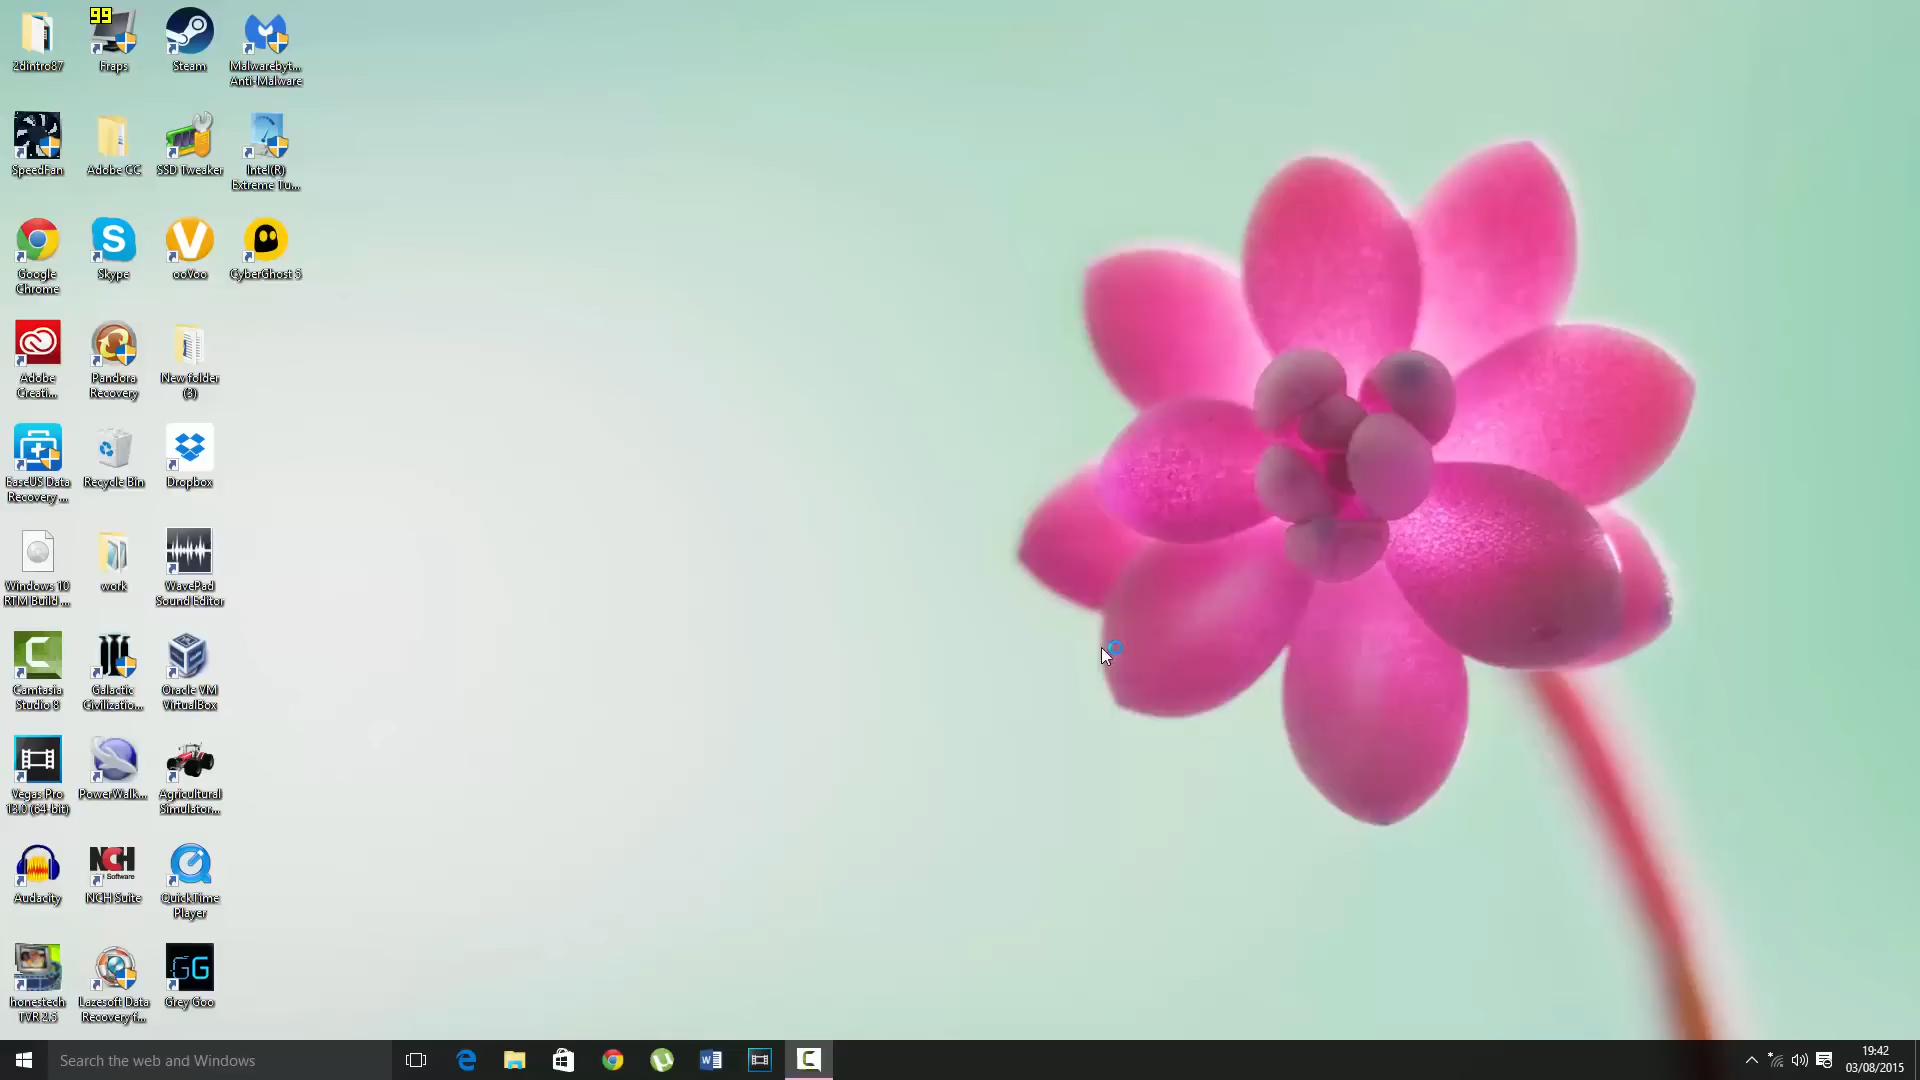 2dintro87
99
Fraps
Steam
Malwarebyt...
Anti-Malware
SpeedFan
Adobe CC
SSD Tweaker
Intel(R)
Extreme Tu...
Google
Chrome
S
Skype
V
ooVoo
CyberGhost 5
Adobe
Creati...
Pandora
Recovery
New folder
(3)
EaseUS Data
Recovery ...
Recycle Bin
Dropbox
Windows 10
RTM Build ...
work
WavePad
Sound Editor
C
Camtasia
Studio 8
Galactic
Civilizatio...
Oracle VM
VirtualBox
Vegas Pro
13.0 (64-bit)
PowerWalk...
Agricultural
Simulator...
Audacity
NCH
Software
NCH Suite
QuickTime
Player
honestech
TVR 2.5
Lazesoft Data
Recovery f...
GG
Grey Goo
Search the web and Windows
19:42
03/08/2015